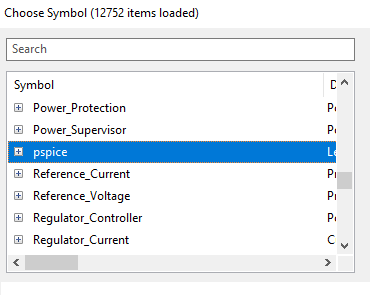 Choose Symbol (12752 items loaded)
Search
Symbol D
Power_Protection Po
Power_Supervisor Po
pspice Le
Reference_Current Pr
Reference_Voltage Pr
Regulator_Controller Po
Regulator_Current C